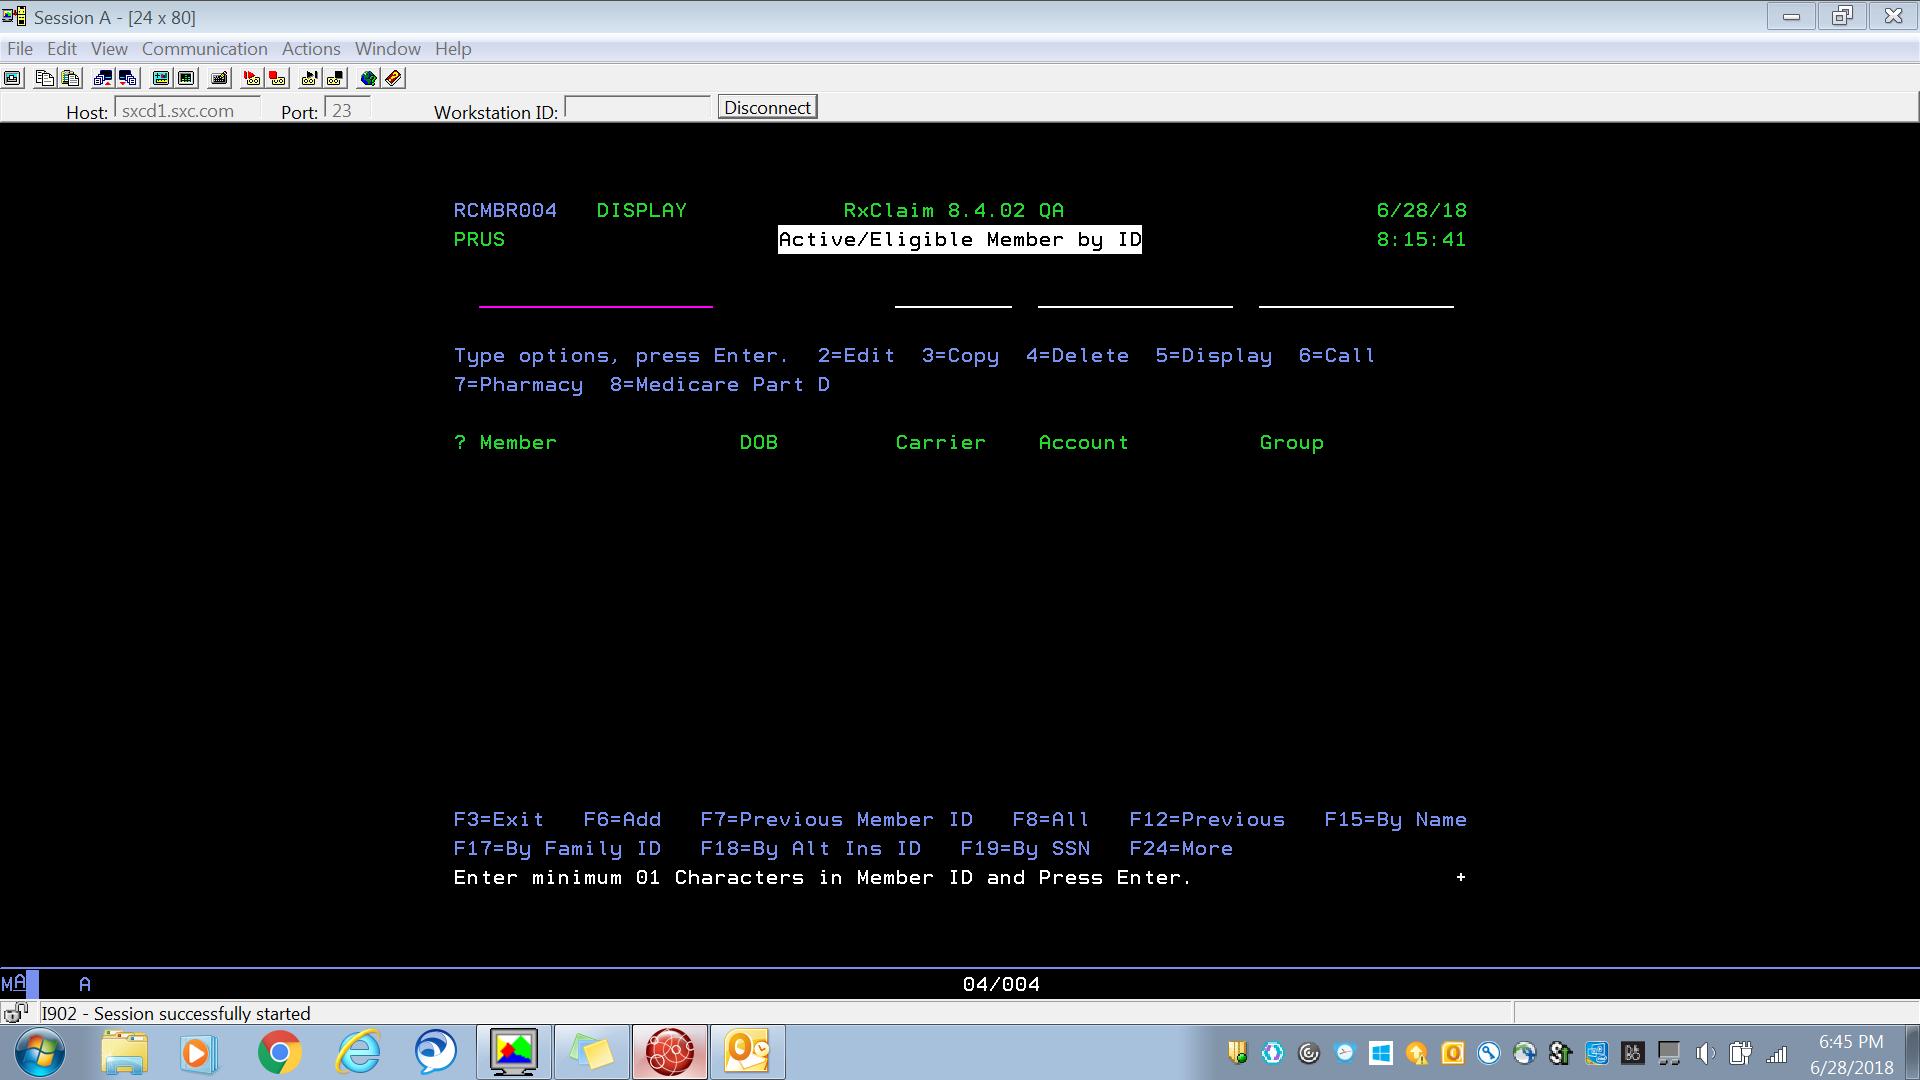 Session A - [24 x 80]
File Edit View Communication Actions Window Help
Host: sxcd1.sxc.com Port: 23 Workstation ID: Disconnect
RCMBR004 DISPLAY RxClaim 8.4.02 QA 6/28/18
PRUS Active/Eligible Member by ID 8:15:41
Type options, press Enter. 2=Edit 3=Copy 4=Delete 5=Display 6=Call
7=Pharmacy 8=Medicare Part D
? Member DOB Carrier Account Group
F3=Exit F6=Add F7=Previous Member ID F8=All F12=Previous F15=By Name
F17=By Family ID F18=By Alt Ins ID F19=By SSN F24=More
Enter minimum 01 Characters in Member ID and Press Enter. +
MA A 04/004
I902 - Session successfully started
6:45 PM
6/28/2018